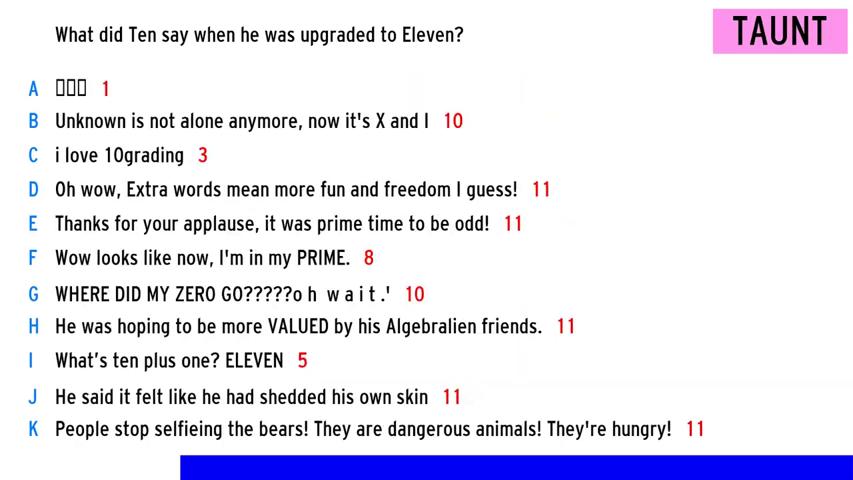 What did Ten say when he was upgraded to Eleven?
TAUNT
A 1
B Unknown is not alone anymore, now it's X and I 10
C i love 10grading 3
D Oh wow, Extra words mean more fun and freedom I guess! 11
E Thanks for your applause, it was prime time to be odd! 11
F Wow looks like now, I'm in my PRIME. 8
G WHERE DID MY ZERO GO?????o h w a i t .' 10
H He was hoping to be more VALUED by his Algebralien friends. 11
I What's ten plus one? ELEVEN 5
J He said it felt like he had shedded his own skin 11
K People stop selfieing the bears! They are dangerous animals! They're hungry! 11